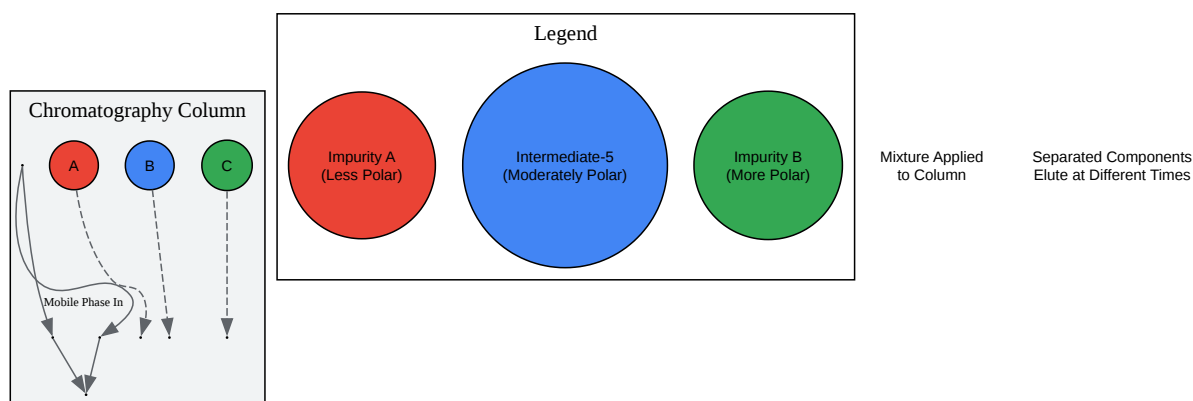 Legend
Chromatography Column
A
B
C
Mobile Phase In
Impurity A
(Less Polar)
Intermediate-5
(Moderately Polar)
Impurity B
(More Polar)
Mixture Applied
to Column
Separated Components
Elute at Different Times